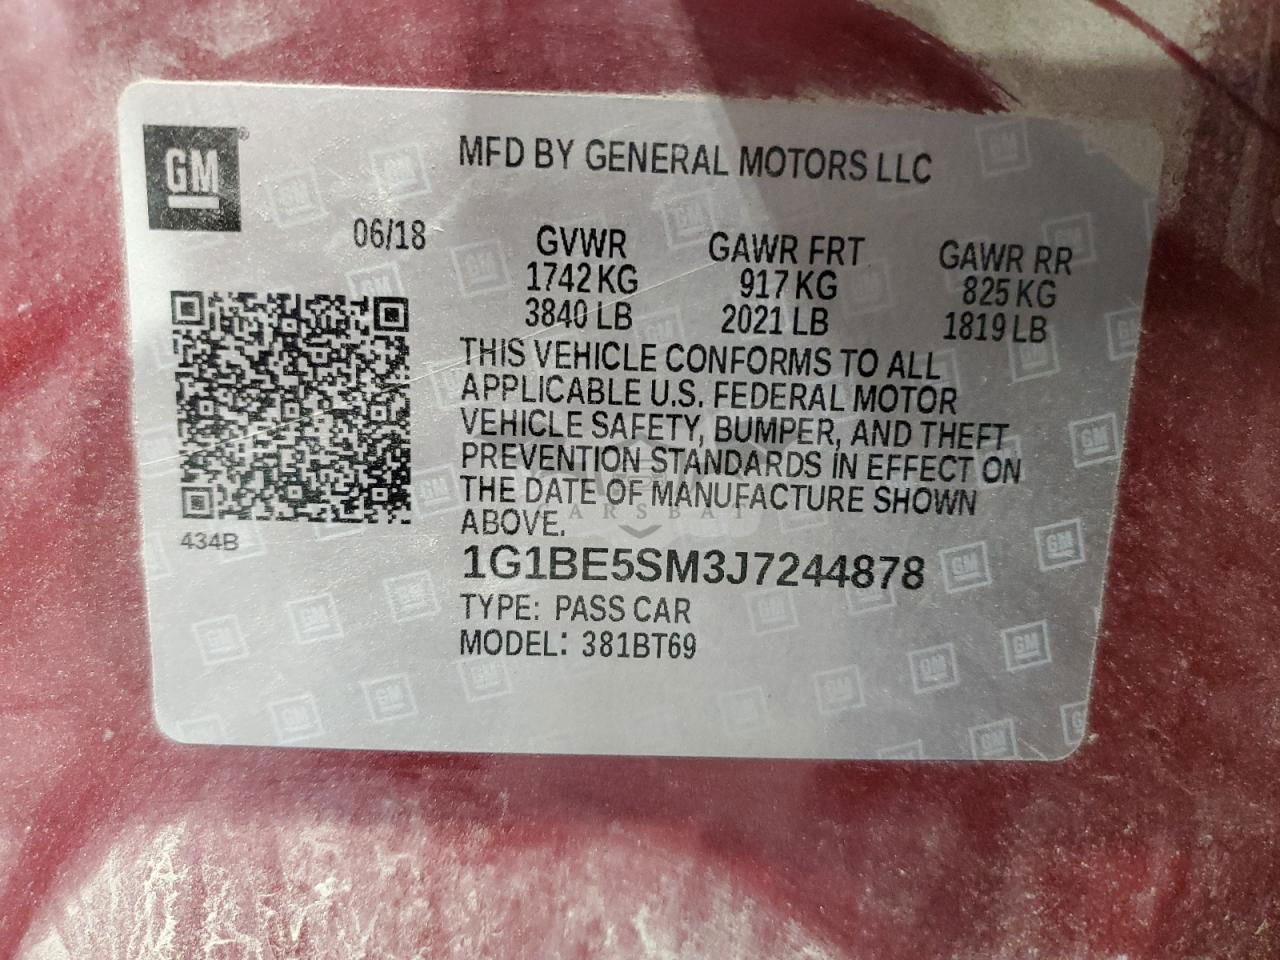 GM
MFD BY GENERAL MOTORS LLC
06/18
GVWR GAWR FRT GAWR RR
1742 KG 917 KG 825 KG
3840 LB 2021 LB 1819 LB
THIS VEHICLE CONFORMS TO ALL
APPLICABLE U.S. FEDERAL MOTOR
VEHICLE SAFETY, BUMPER, AND THEFT
PREVENTION STANDARDS IN EFFECT ON
THE DATE OF MANUFACTURE SHOWN
ABOVE.
434B
1G1BE5SM3J7244878
TYPE: PASS CAR
MODEL: 381BT69